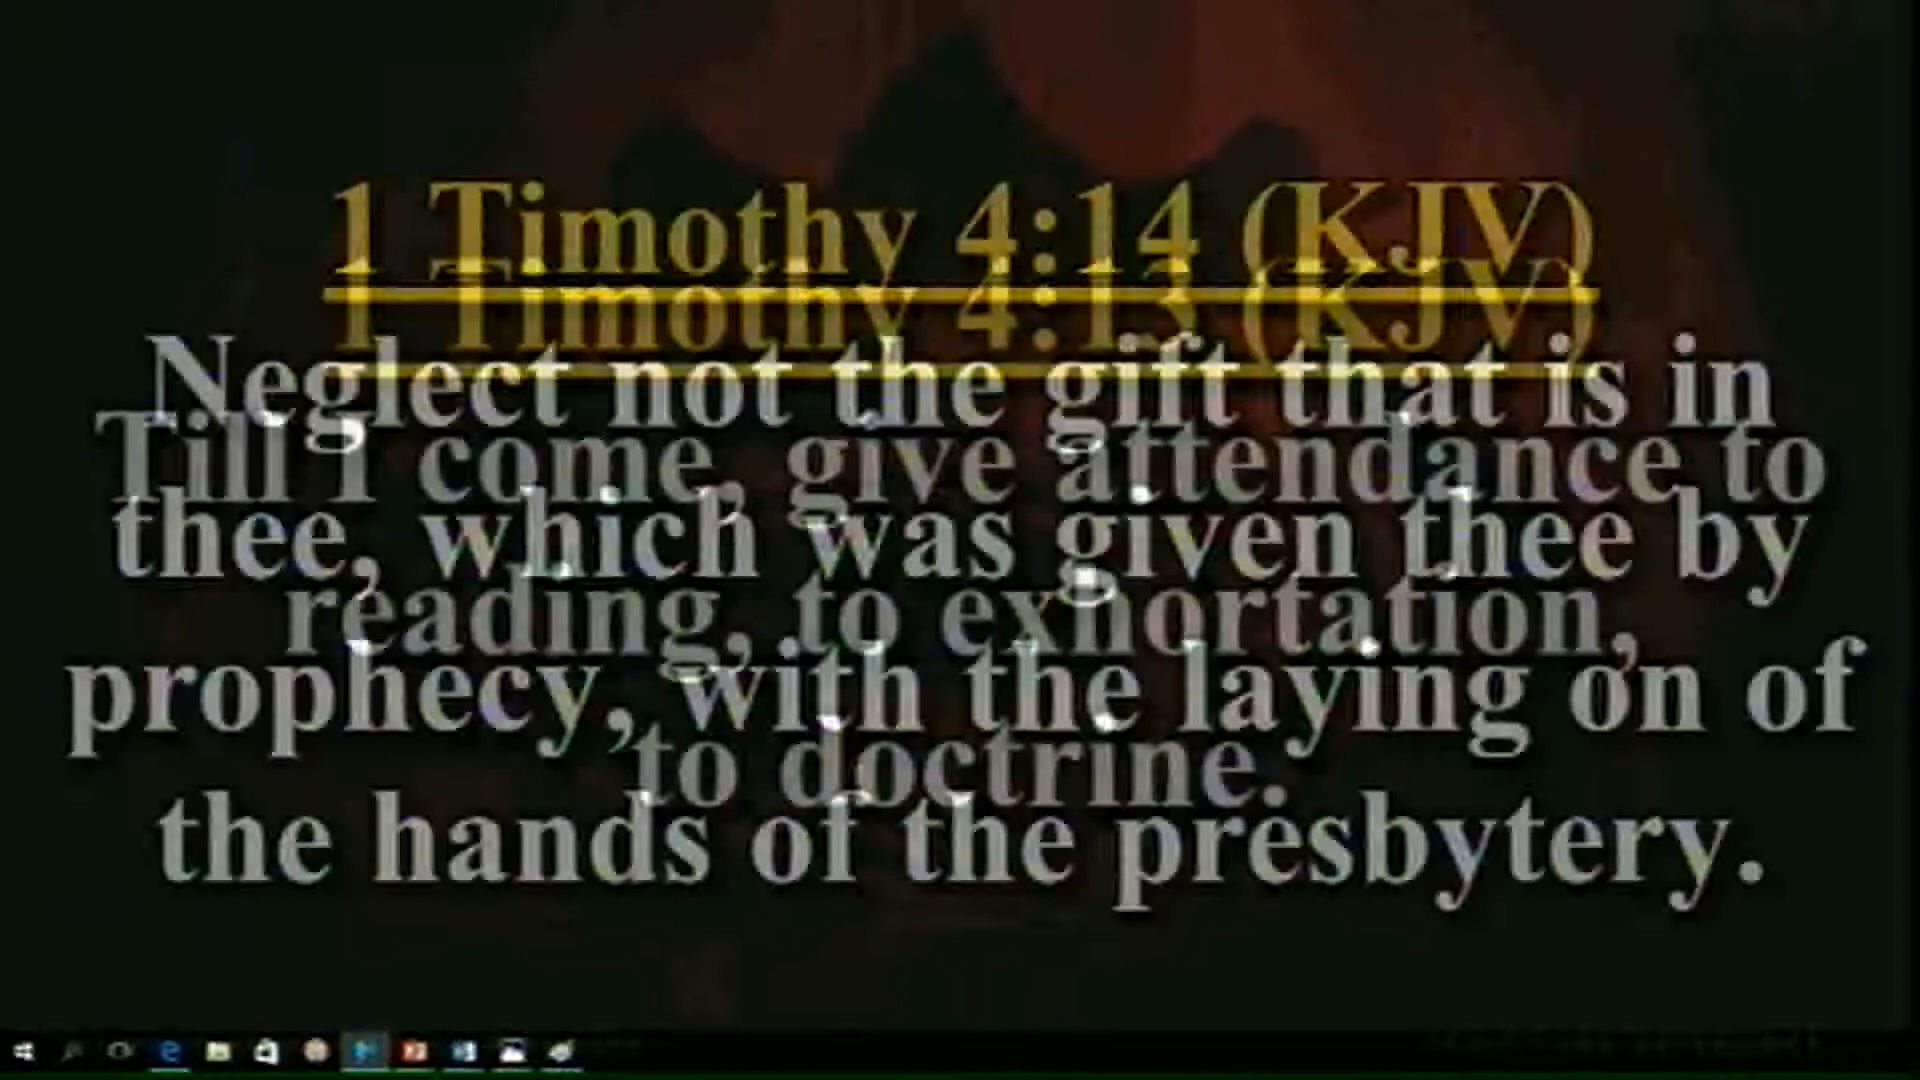 1 Timothy 4:14 (KJV)
1 Timothy 4:13 (KJV)
Neglect not the gift that is in
Till I come, give attendance to
thee, which was given thee by
reading, to exhortation,
prophecy, with the laying on of
to doctrine.
the hands of the presbytery.